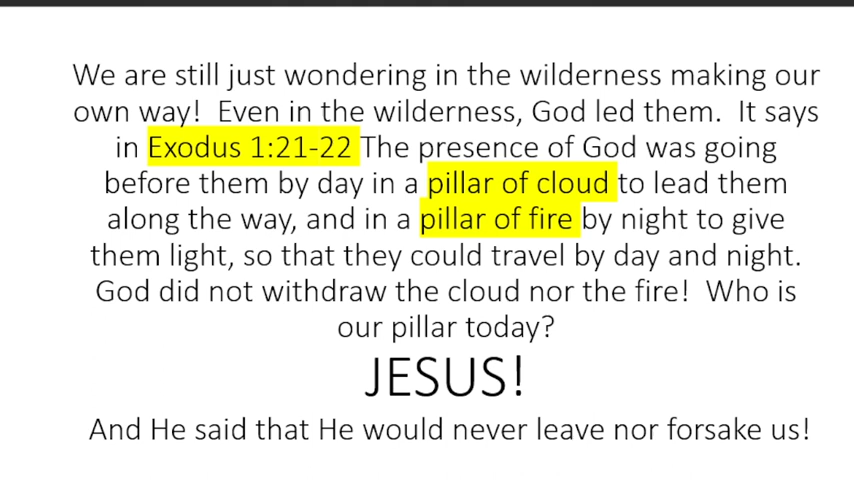 We are still just wondering in the wilderness making our
own way!  Even in the wilderness, God led them.  It says
in Exodus 1:21-22 The presence of God was going
before them by day in a pillar of cloud to lead them
along the way, and in a pillar of fire by night to give
them light, so that they could travel by day and night.
God did not withdraw the cloud nor the fire!  Who is
our pillar today?
JESUS!
And He said that He would never leave nor forsake us!